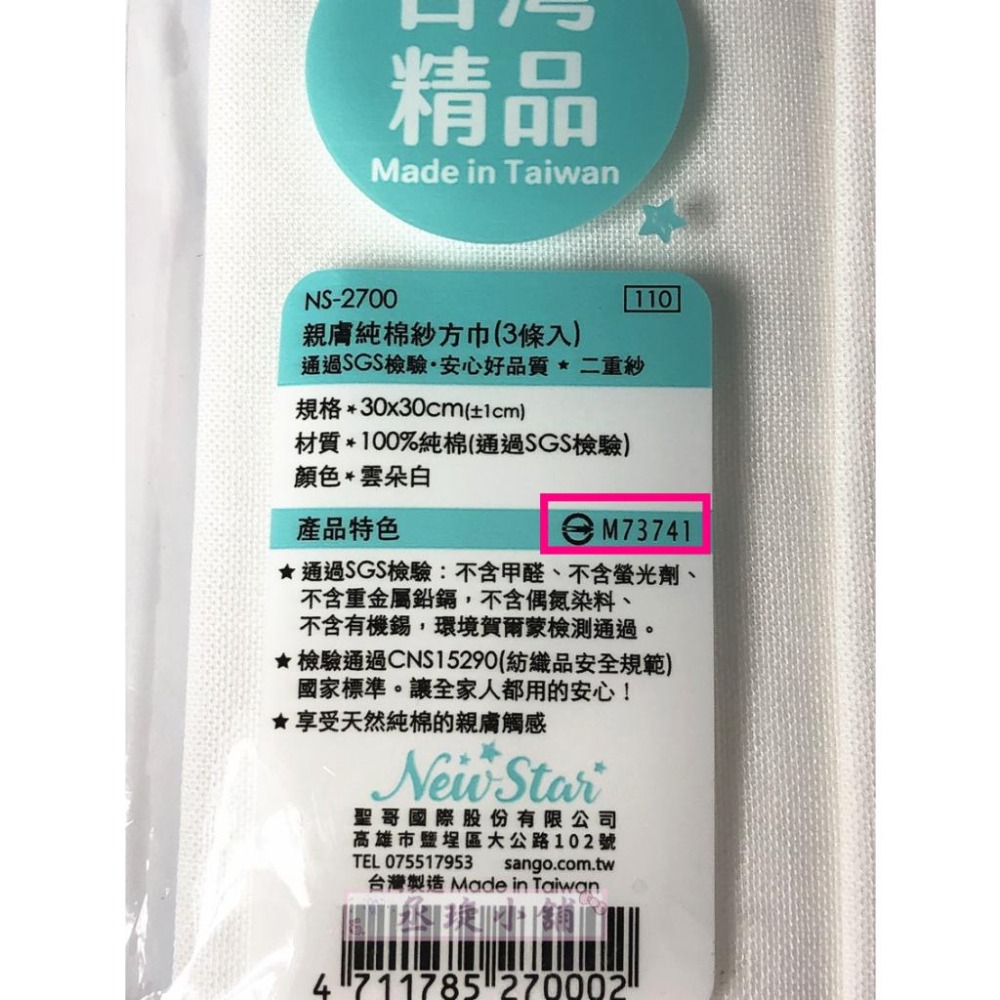 台灣
精品
Made in Taiwan
NS-2700
110
親膚純棉紗方巾(3條入)
通過SGS檢驗•安心好品質 ★ 二重紗
規格★30x30cm(±1cm)
材質★100%純棉(通過SGS檢驗)
顏色★雲朵白
產品特色
M73741
★ 通過SGS檢驗：不含甲醛、不含螢光劑、
不含重金屬鉛鎘，不含偶氮染料、
不含有機錫，環境賀爾蒙檢測通過。
★ 檢驗通過CNS15290(紡織品安全規範)
國家標準。讓全家人都用的安心！
★ 享受天然純棉的親膚觸感
New Star
聖哥國際股份有限公司
高雄市鹽埕區大公路102號
TEL 075517953 sango.com.tw
台灣製造 Made in Taiwan
丞琁小舖
4 711785 270002